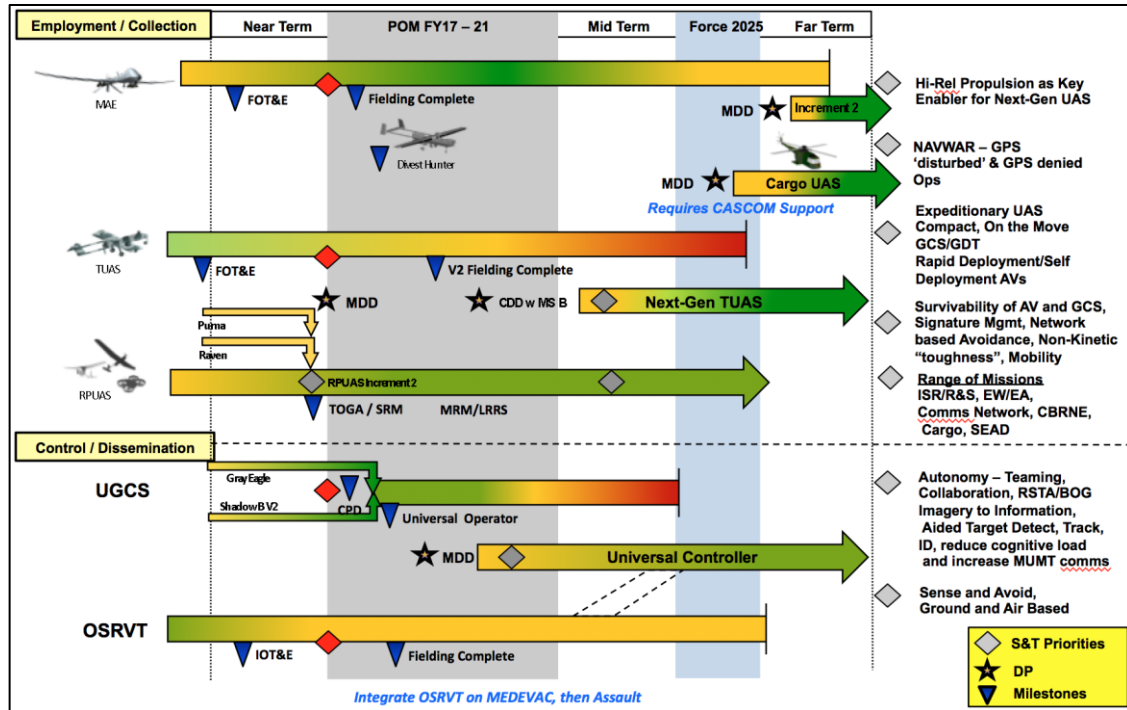 Employment / Collection
Near Term
POM FY17 – 21
Mid Term
Force 2025
Far Term
MAE
FOT&E
Fielding Complete
MDD
Increment 2
Divest Hunter
MDD
Cargo UAS
Requires CASCOM Support
TUAS
FOT&E
V2 Fielding Complete
MDD
CDD w MS B
Next-Gen TUAS
Puma
Raven
RPUAS
RPUAS Increment 2
TOGA / SRM
MRM/LRRS
Hi-Rel Propulsion as Key
Enabler for Next-Gen UAS
NAVWAR – GPS
‘disturbed’ & GPS denied
Ops
Expeditionary UAS
Compact, On the Move
GCS/GDT
Rapid Deployment/Self
Deployment AVs
Survivability of AV and GCS,
Signature Mgmt, Network
based Avoidance, Non-Kinetic
“toughness”, Mobility
Range of Missions
ISR/R&S, EW/EA,
Comms Network, CBRNE,
Cargo, SEAD
Control / Dissemination
UGCS
Gray Eagle
Shadow B V2
CPD
Universal Operator
MDD
Universal Controller
OSRVT
IOT&E
Fielding Complete
Integrate OSRVT on MEDEVAC, then Assault
Autonomy – Teaming,
Collaboration, RSTA/BOG
Imagery to Information,
Aided Target Detect, Track,
ID, reduce cognitive load
and increase MUMT comms
Sense and Avoid,
Ground and Air Based
S&T Priorities
DP
Milestones